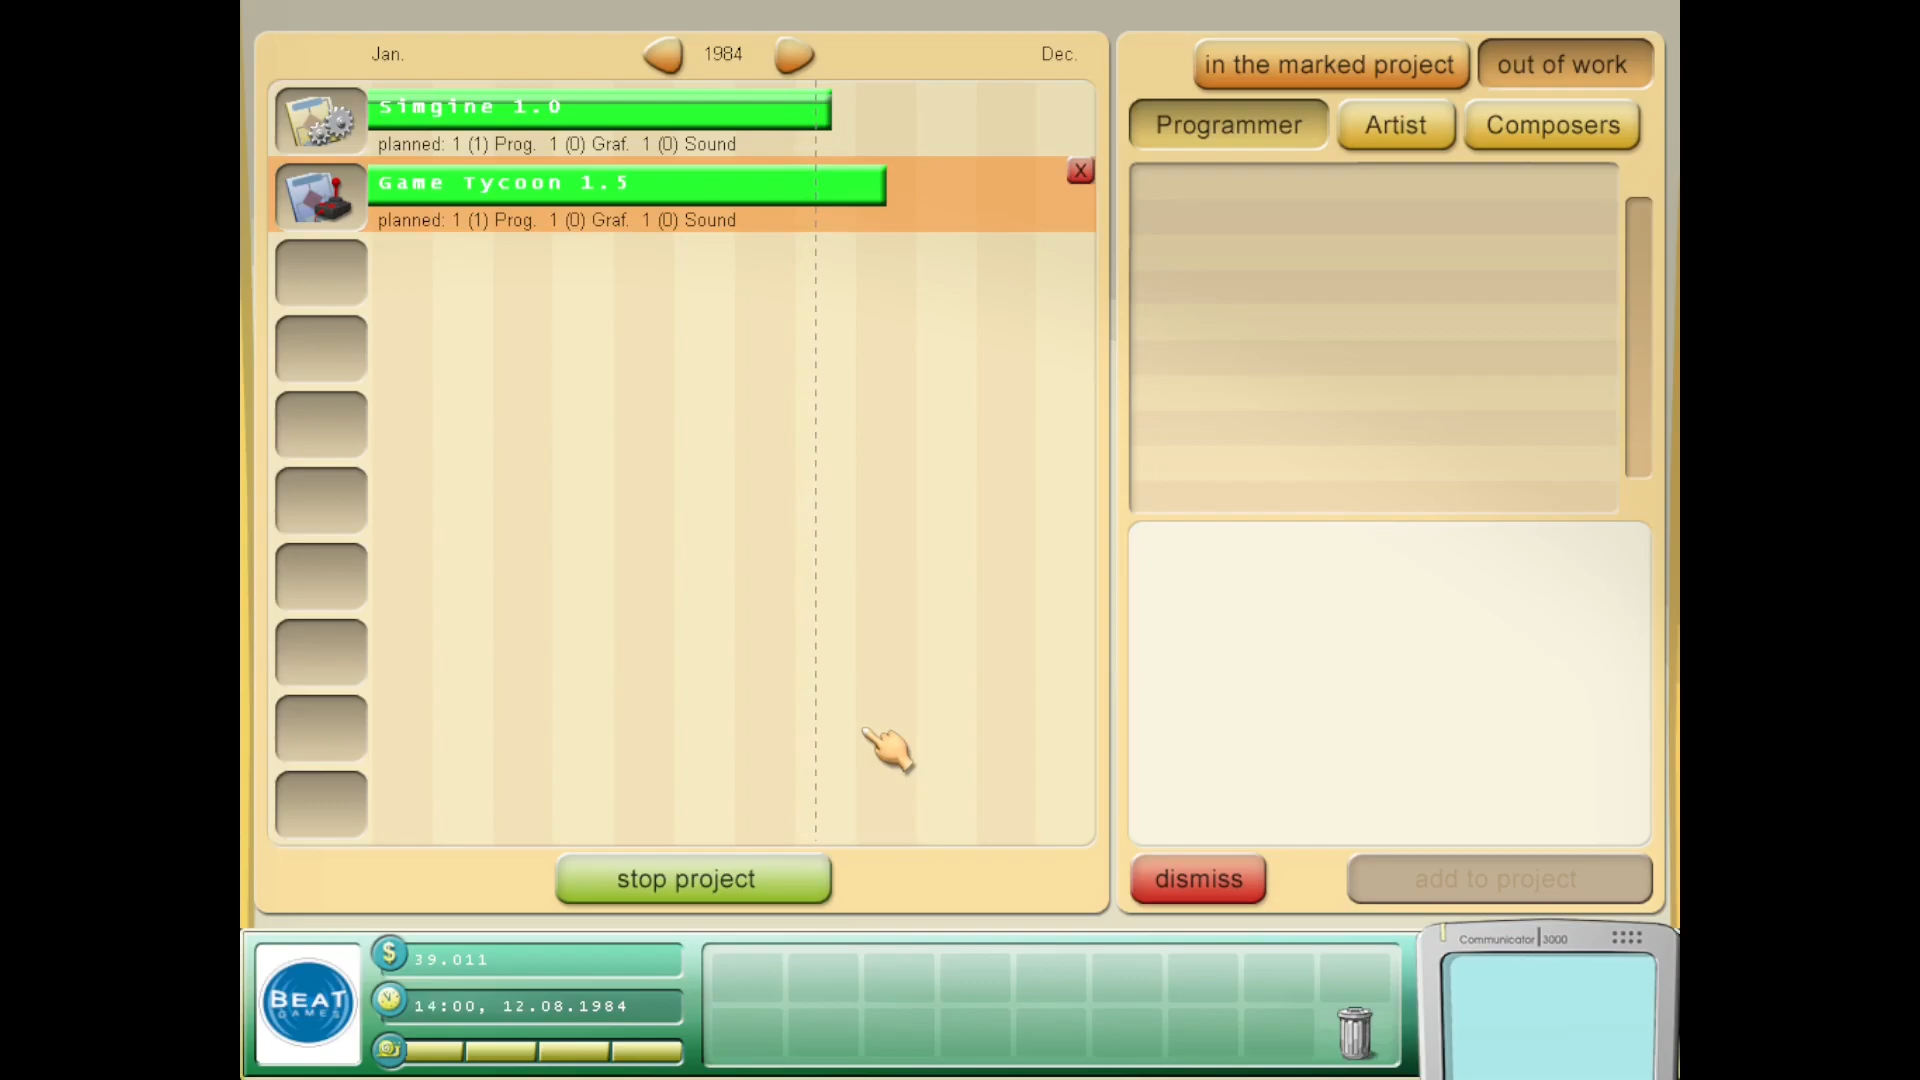 Jan.
1984
Dec.
Simgine 1.0
planned: 1 (1) Prog. 1 (0) Graf. 1 (0) Sound
Game Tycoon 1.5
X
planned: 1 (1) Prog. 1 (0) Graf. 1 (0) Sound
stop project
in the marked project
out of work
Programmer
Artist
Composers
dismiss
add to project
BEAT
GAMES
$
39.011
14:00, 12.08.1984
Communicator 3000